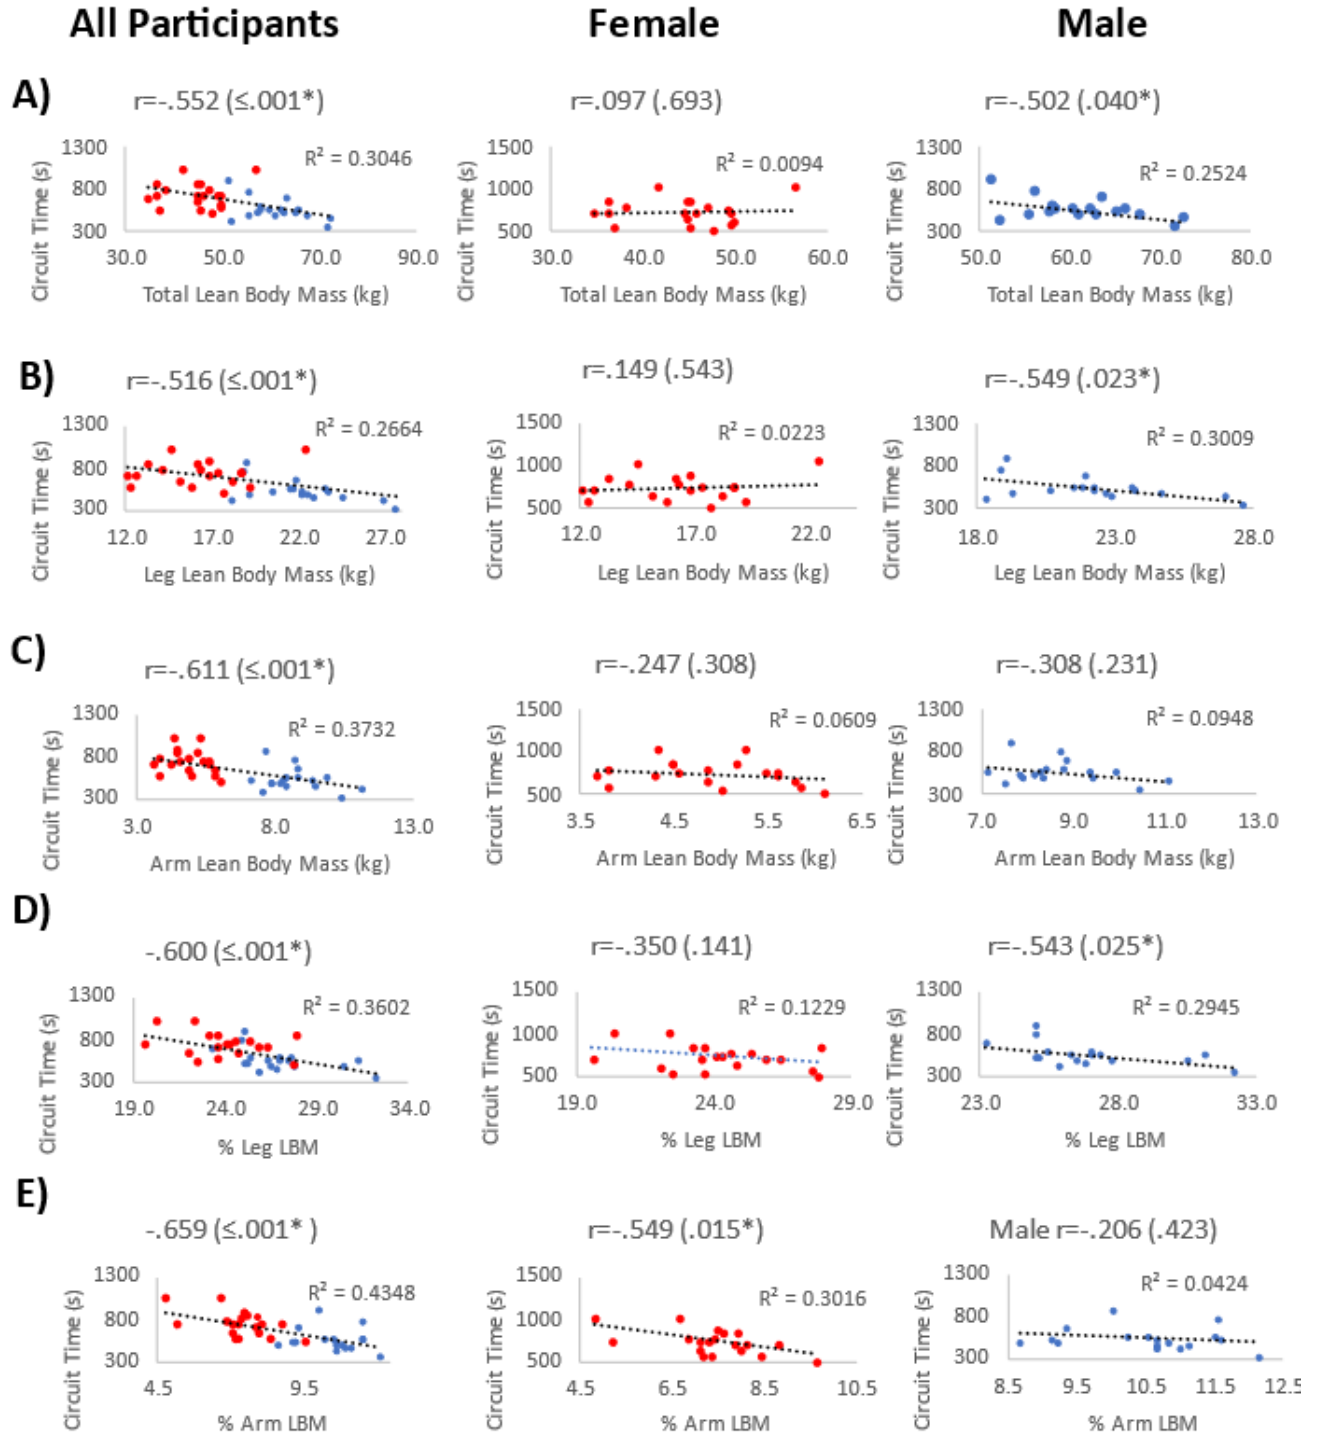 All Participants Female Male
A) r=-.552 (≤.001*) r=.097 (.693) r=-.502 (.040*)
Circuit Time (s) 1300 800 300 R² = 0.3046 Circuit Time (s) 1500 1000 500 R² = 0.0094 Circuit Time (s) 1300 800 300 R² = 0.2524
30.0 50.0 70.0 90.0 30.0 40.0 50.0 60.0 50.0 60.0 70.0 80.0
Total Lean Body Mass (kg) Total Lean Body Mass (kg) Total Lean Body Mass (kg)
B) r=-.516 (≤.001*) r=.149 (.543) r=-.549 (.023*)
Circuit Time (s) 1300 800 300 R² = 0.2664 Circuit Time (s) 1500 1000 500 R² = 0.0223 Circuit Time (s) 1300 800 300 R² = 0.3009
12.0 17.0 22.0 27.0 12.0 17.0 22.0 18.0 23.0 28.0
Leg Lean Body Mass (kg) Leg Lean Body Mass (kg) Leg Lean Body Mass (kg)
C) r=-.611 (≤.001*) r=-.247 (.308) r=-.308 (.231)
Circuit Time (s) 1300 800 300 R² = 0.3732 Circuit Time (s) 1500 1000 500 R² = 0.0609 Circuit Time (s) 1300 800 300 R² = 0.0948
3.0 8.0 13.0 3.5 4.5 5.5 6.5 7.0 9.0 11.0 13.0
Arm Lean Body Mass (kg) Arm Lean Body Mass (kg) Arm Lean Body Mass (kg)
D) -.600 (≤.001*) r=-.350 (.141) r=-.543 (.025*)
Circuit Time (s) 1300 800 300 R² = 0.3602 Circuit Time (s) 1500 1000 500 R² = 0.1229 Circuit Time (s) 1300 800 300 R² = 0.2945
19.0 24.0 29.0 34.0 19.0 24.0 29.0 23.0 28.0 33.0
% Leg LBM % Leg LBM % Leg LBM
E) -.659 (≤.001* ) r=-.549 (.015*) Male r=-.206 (.423)
Circuit Time (s) 1300 800 300 R² = 0.4348 Circuit Time (s) 1500 1000 500 R² = 0.3016 Circuit Time (s) 1300 800 300 R² = 0.0424
4.5 9.5 4.5 6.5 8.5 10.5 8.5 9.5 10.5 11.5 12.5
% Arm LBM % Arm LBM % Arm LBM